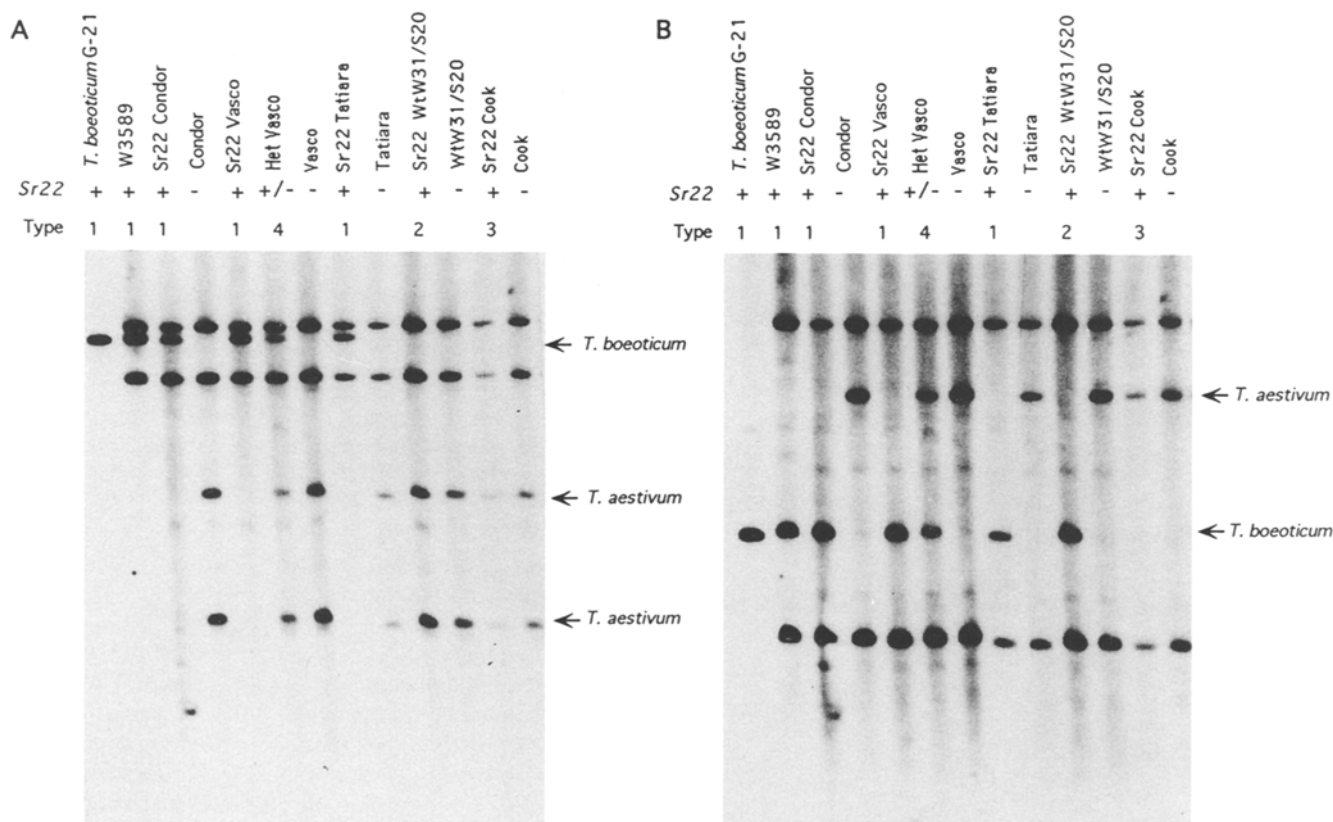 A
T. boeoticum G-21
W3589
Sr22 Condor
Condor
Sr22 Vasco
Het Vasco
Vasco
Sr22 Tatiara
Tatiara
Sr22 WtW31/S20
WtW31/S20
Sr22 Cook
Cook
Sr22 + + + - + +/- - + - + - + -
Type 1 1 1 1 4 1 2 3
← T. boeoticum
← T. aestivum
← T. aestivum
B
T. boeoticum G-21
W3589
Sr22 Condor
Condor
Sr22 Vasco
Het Vasco
Vasco
Sr22 Tatiara
Tatiara
Sr22 WtW31/S20
WtW31/S20
Sr22 Cook
Cook
Sr22 + + + - + +/- - + - + - + -
Type 1 1 1 1 4 1 2 3
← T. aestivum
← T. boeoticum